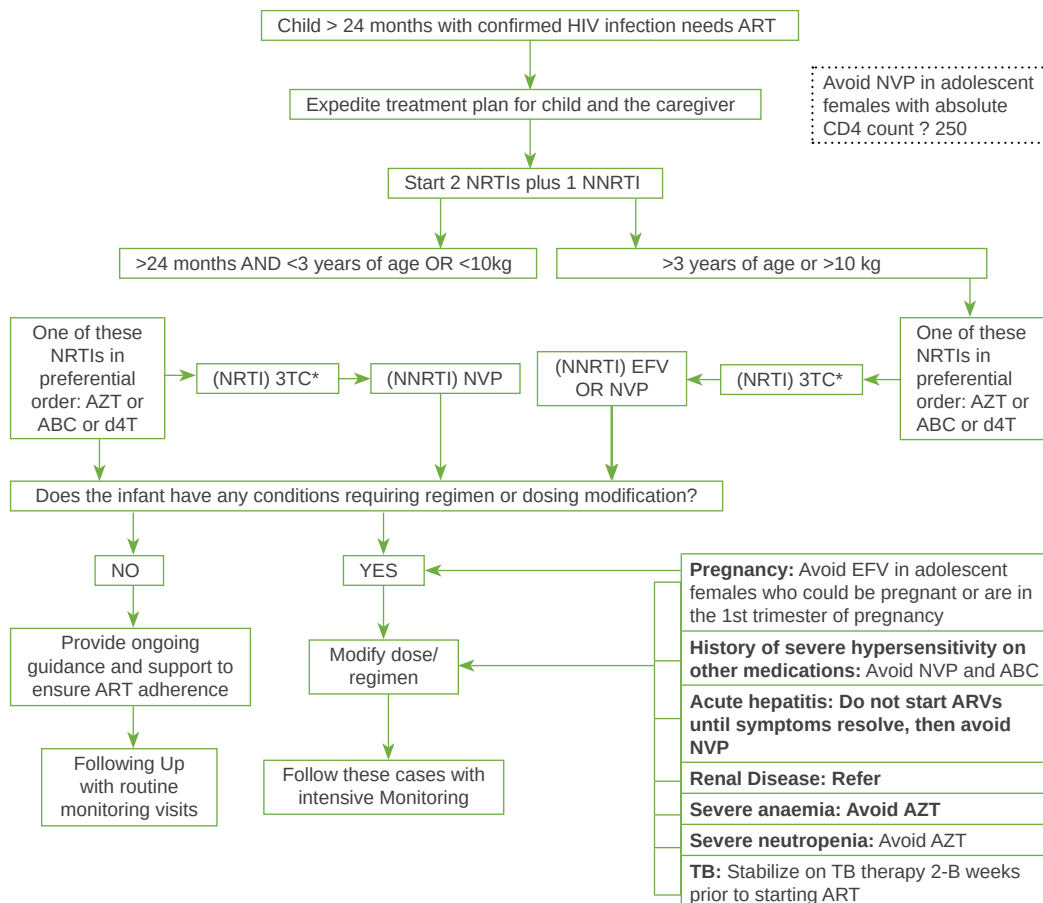 Child > 24 months with confirmed HIV infection needs ART
Expedite treatment plan for child and the caregiver
Avoid NVP in adolescent
females with absolute
CD4 count ? 250
Start 2 NRTIs plus 1 NNRTI
>24 months AND <3 years of age OR <10kg
>3 years of age or >10 kg
One of these
NRTIs in
preferential
order: AZT or
ABC or d4T
(NRTI) 3TC*
(NNRTI) NVP
(NNRTI) EFV
OR NVP
(NRTI) 3TC*
One of these
NRTIs in
preferential
order: AZT or
ABC or d4T
Does the infant have any conditions requiring regimen or dosing modification?
NO
YES
Provide ongoing
guidance and support to
ensure ART adherence
Modify dose/
regimen
Following Up
with routine
monitoring visits
Follow these cases with
intensive Monitoring
Pregnancy: Avoid EFV in adolescent
females who could be pregnant or are in
the 1st trimester of pregnancy
History of severe hypersensitivity on
other medications: Avoid NVP and ABC
Acute hepatitis: Do not start ARVs
until symptoms resolve, then avoid
NVP
Renal Disease: Refer
Severe anaemia: Avoid AZT
Severe neutropenia: Avoid AZT
TB: Stabilize on TB therapy 2-B weeks
prior to starting ART